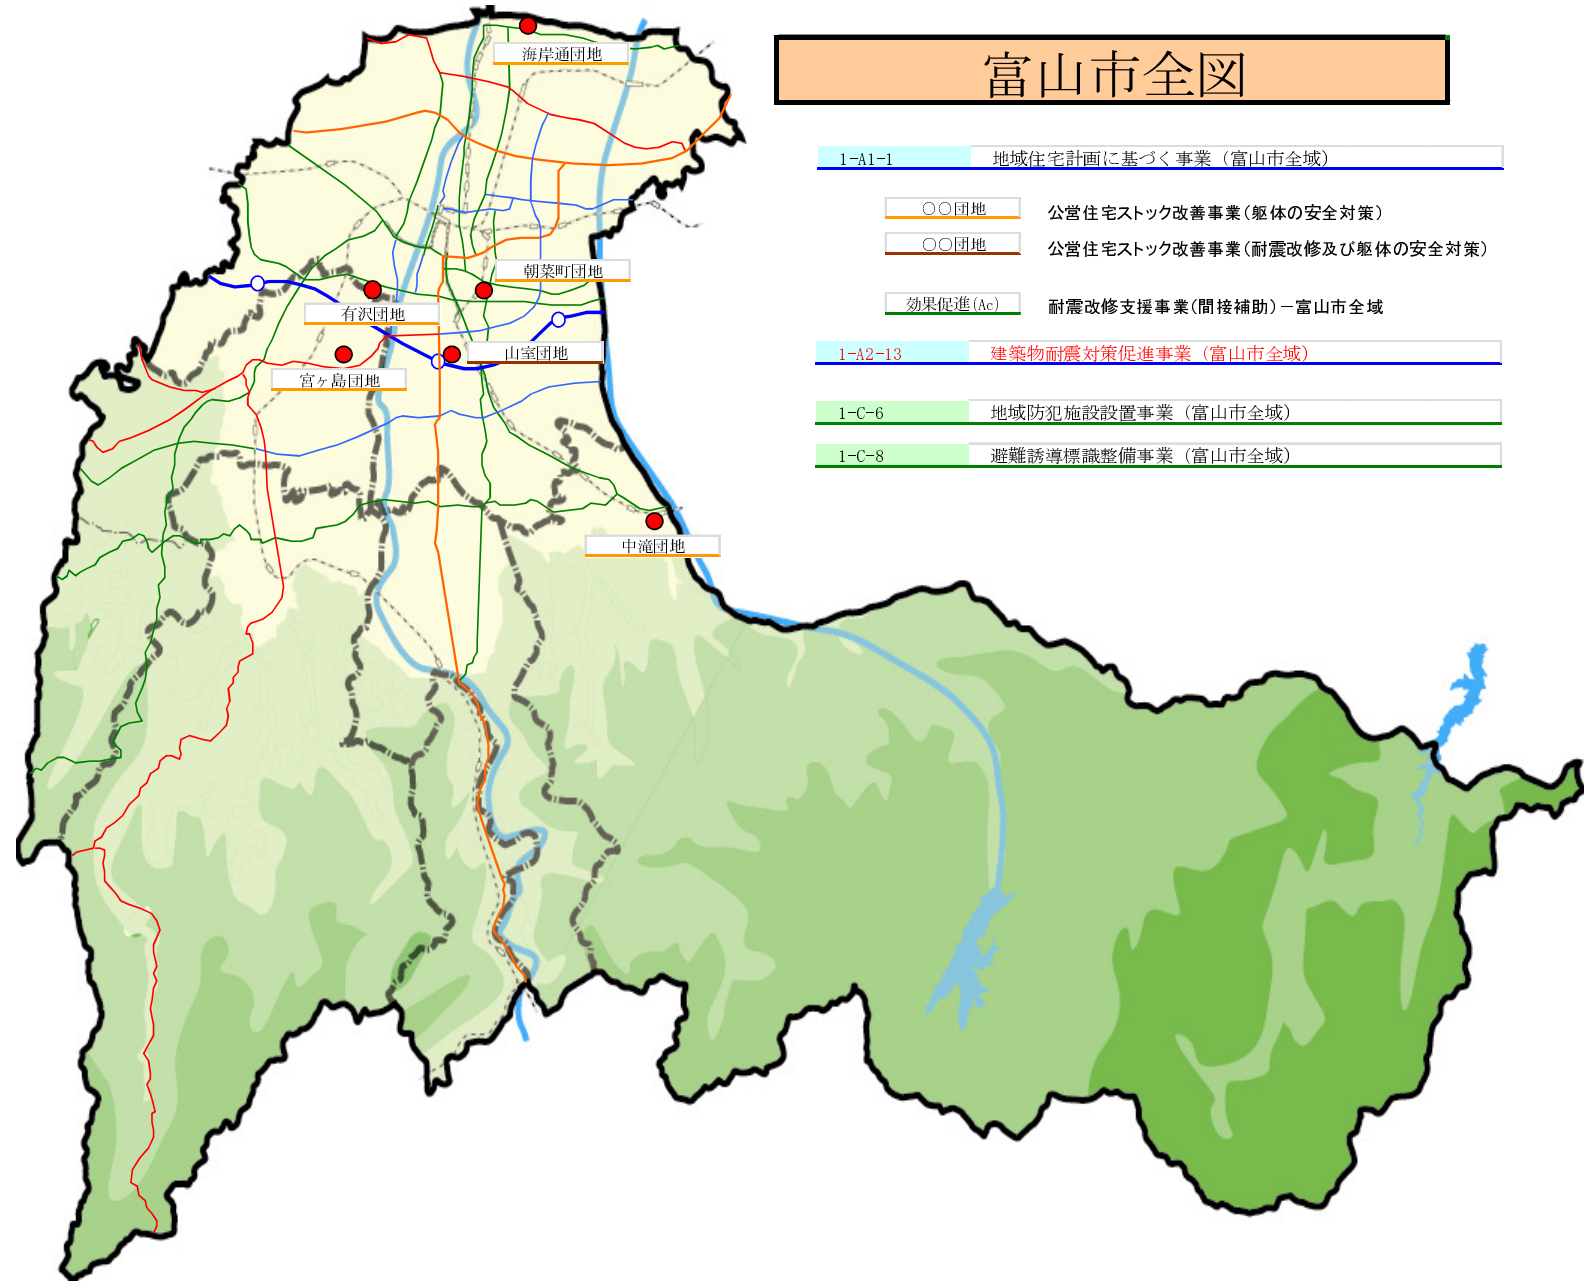 富山市全図
1-A1-1 地域住宅計画に基づく事業（富山市全域）
○○団地 公営住宅ストック改善事業(躯体の安全対策)
○○団地 公営住宅ストック改善事業(耐震改修及び躯体の安全対策)
効果促進(Ac) 耐震改修支援事業(間接補助)－富山市全域
1-A2-13 建築物耐震対策促進事業（富山市全域）
1-C-6 地域防犯施設設置事業（富山市全域）
1-C-8 避難誘導標識整備事業（富山市全域）
海岸通団地
朝菜町団地
有沢団地
山室団地
宮ヶ島団地
中滝団地